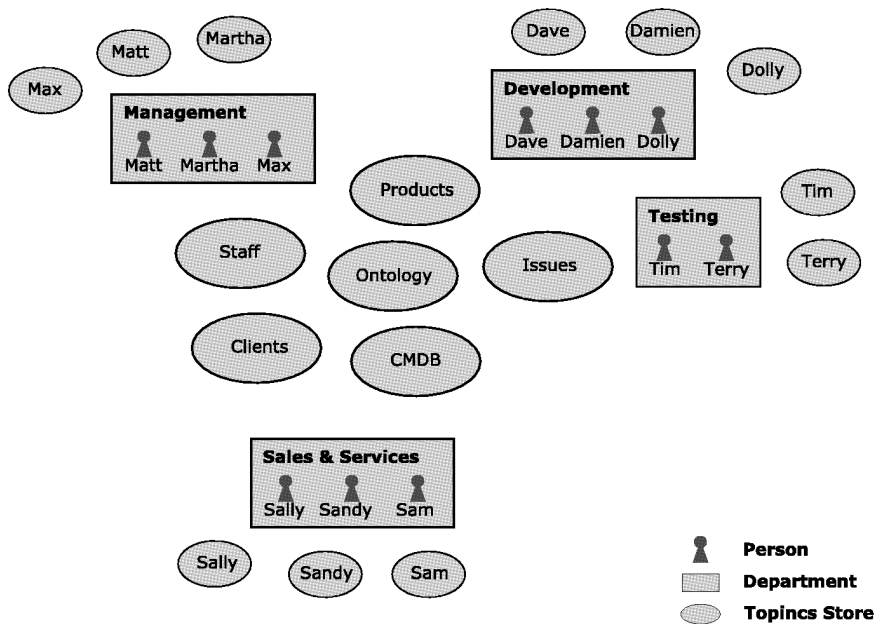 Max
Matt
Martha
Management
Matt Martha Max
Dave
Damien
Dolly
Development
Dave Damien Dolly
Products
Staff
Ontology
Issues
Clients
CMDB
Testing
Tim Terry
Tim
Terry
Sales & Services
Sally Sandy Sam
Sally
Sandy
Sam
Person
Department
Topincs Store